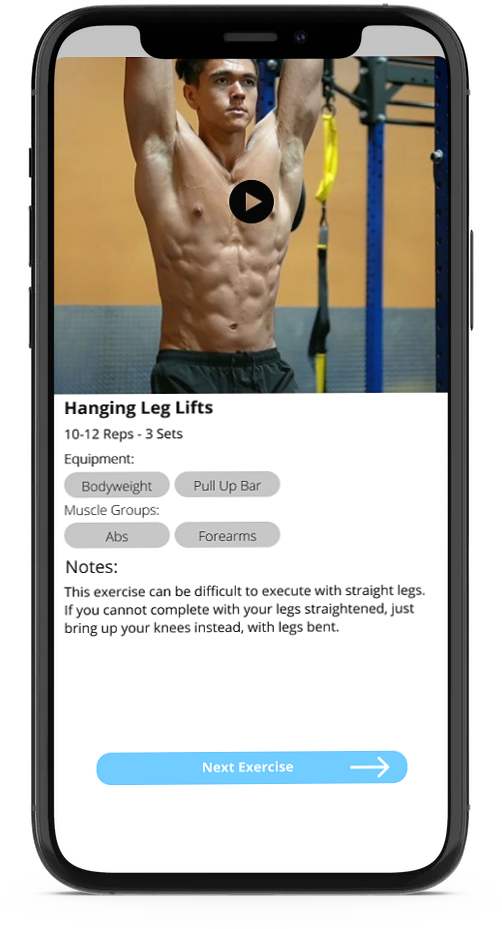 Hanging Leg Lifts
10-12 Reps - 3 Sets
Equipment:
Bodyweight Pull Up Bar
Muscle Groups:
Abs Forearms
Notes:
This exercise can be difficult to execute with straight legs.
If you cannot complete with your legs straightened, just
bring up your knees instead, with legs bent.
Next Exercise